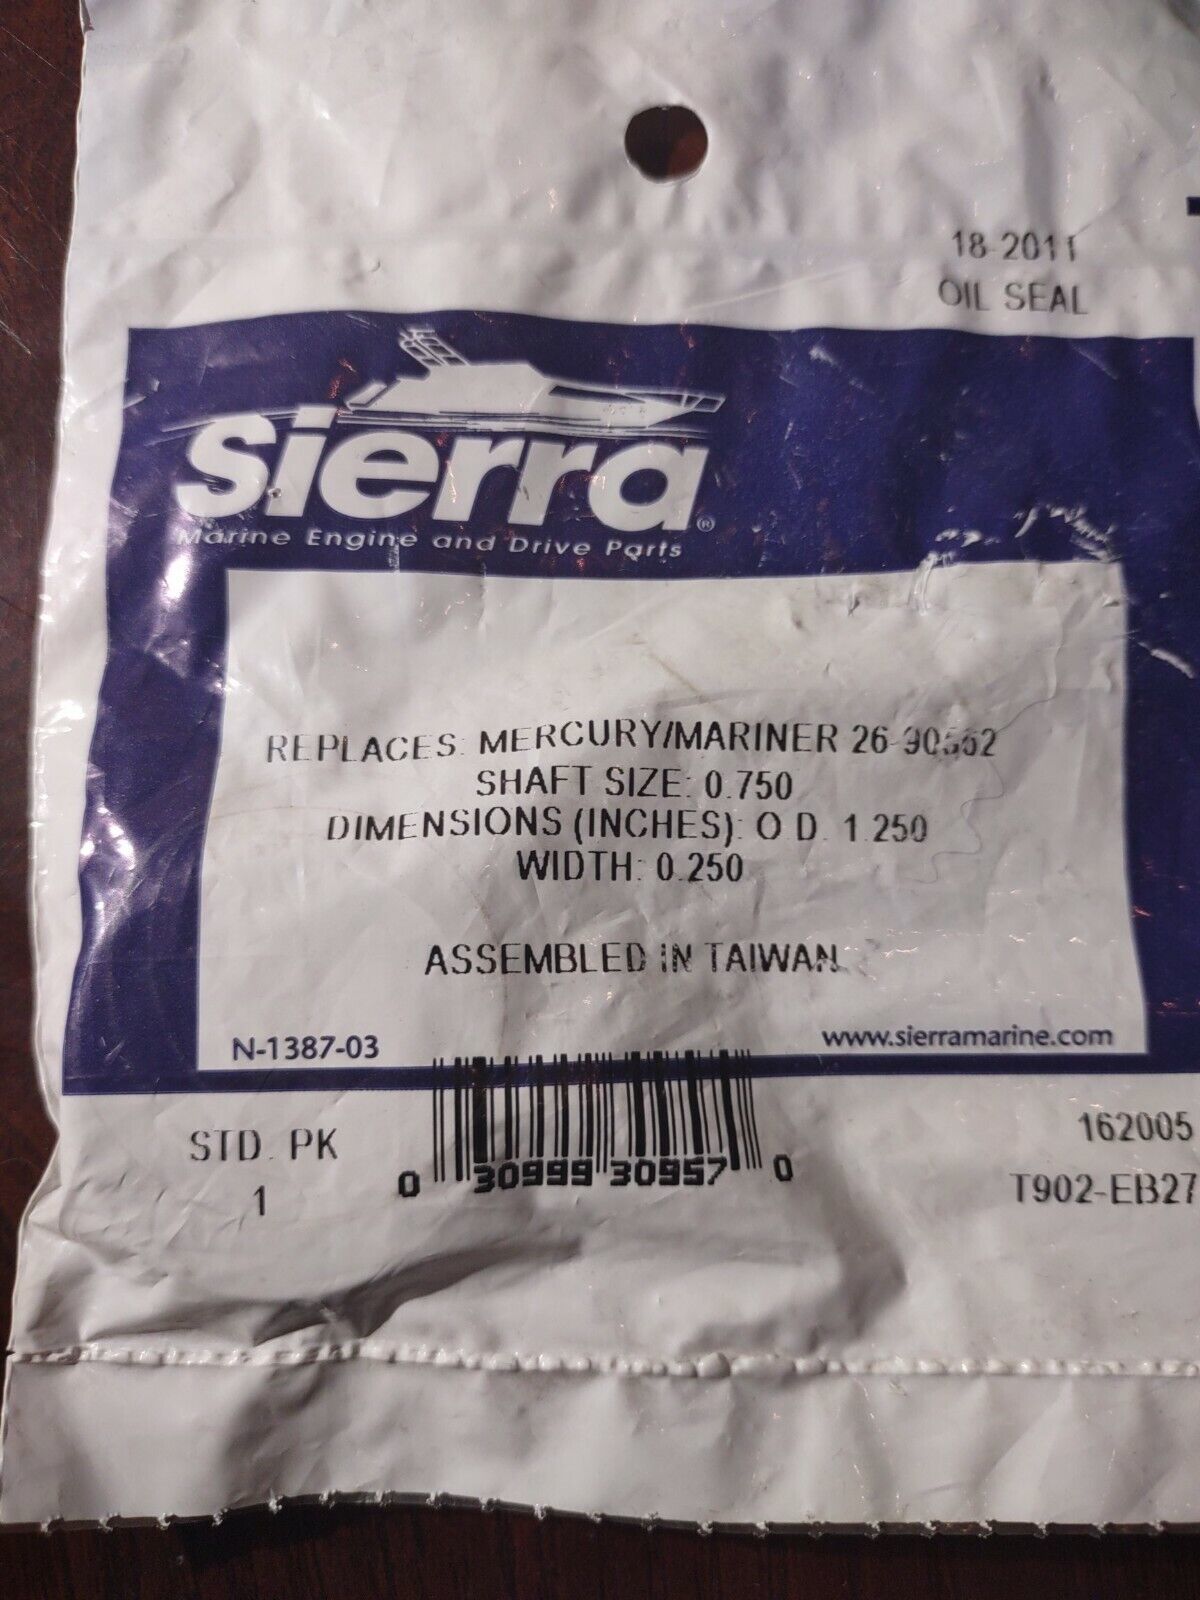 18-2011
OIL SEAL
Sierra®
Marine Engine and Drive Parts
REPLACES: MERCURY/MARINER 26-90562
SHAFT SIZE: 0.750
DIMENSIONS (INCHES): O.D. 1.250
WIDTH: 0.250
ASSEMBLED IN TAIWAN
N-1387-03
www.sierramarine.com
STD. PK
1
0 30999 30957 0
162005
T902-EB27